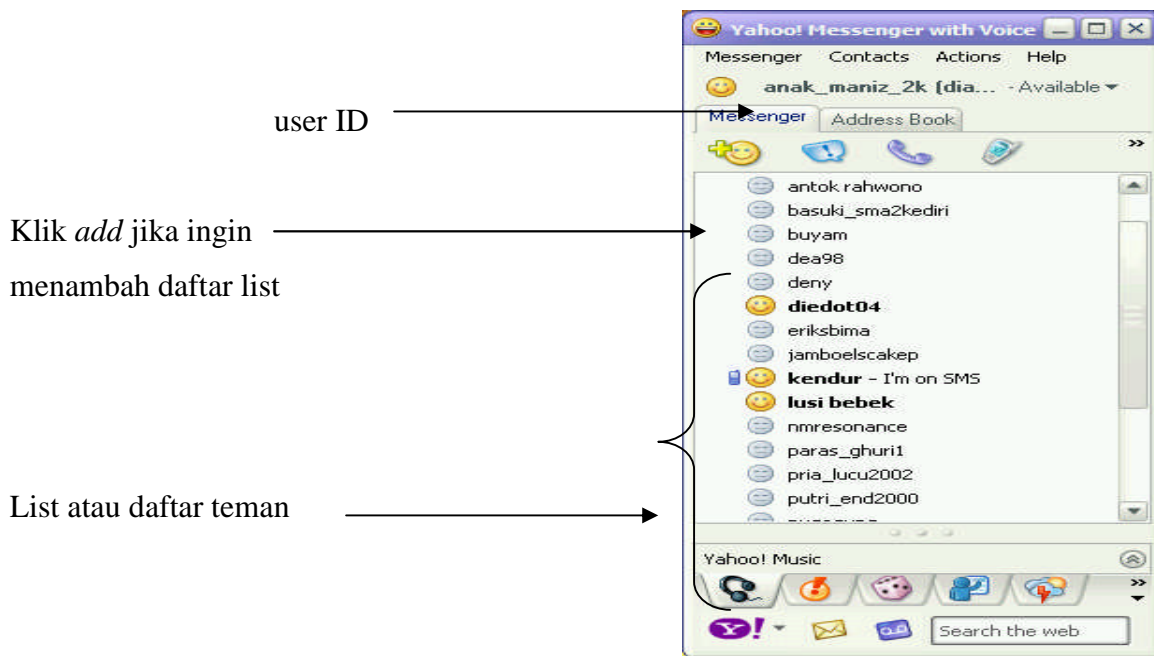 Yahoo! Messenger with Voice
Messenger Contacts Actions Help
anak_maniz_2k (dia... - Available
user ID
Messenger Address Book
Klik add jika ingin
menambah daftar list
antok rahwono
basuki_sma2kediri
buyam
dea98
deny
diedot04
eriksbima
jamboelscakep
kendur - I'm on SMS
lusi bebek
nmresonance
paras_ghuri1
pria_lucu2002
putri_end2000
List atau daftar teman
Yahoo! Music
Y! Search the web